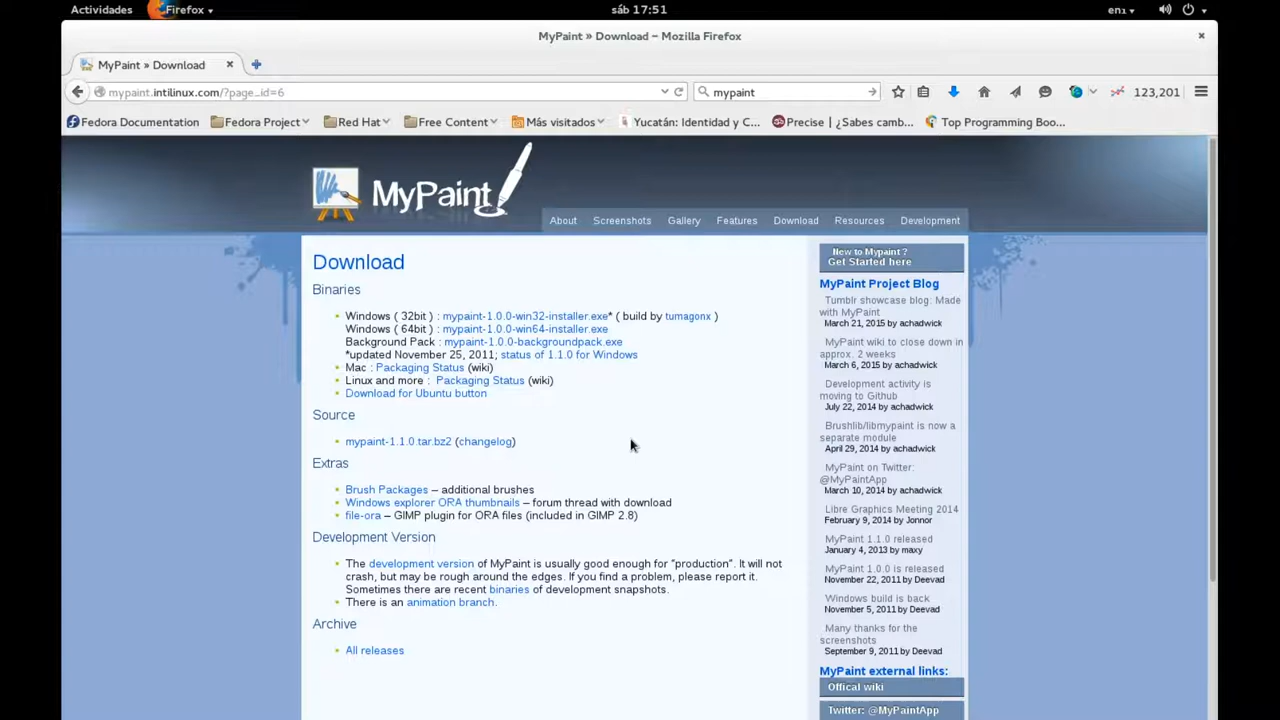 Actividades Firefox sáb 17:51 en1
MyPaint » Download – Mozilla Firefox
MyPaint » Download
mypaint.intilinux.com/?page_id=6 mypaint 123,201
Fedora Documentation Fedora Project Red Hat Free Content Más visitados Yucatán: Identidad y C... Precise | ¿Sabes camb... Top Programming Boo...
MyPaint
About Screenshots Gallery Features Download Resources Development
Download
Binaries
Windows ( 32bit ) : mypaint-1.0.0-win32-installer.exe* ( build by tumagonx )
Windows ( 64bit ) : mypaint-1.0.0-win64-installer.exe
Background Pack : mypaint-1.0.0-backgroundpack.exe
*updated November 25, 2011; status of 1.1.0 for Windows
Mac : Packaging Status (wiki)
Linux and more : Packaging Status (wiki)
Download for Ubuntu button
Source
mypaint-1.1.0.tar.bz2 (changelog)
Extras
Brush Packages – additional brushes
Windows explorer ORA thumbnails – forum thread with download
file-ora – GIMP plugin for ORA files (included in GIMP 2.8)
Development Version
The development version of MyPaint is usually good enough for "production". It will not
crash, but may be rough around the edges. If you find a problem, please report it.
Sometimes there are recent binaries of development snapshots.
There is an animation branch.
Archive
All releases
New to Mypaint ?
Get Started here
MyPaint Project Blog
Tumblr showcase blog: Made
with MyPaint
March 21, 2015 by achadwick
MyPaint wiki to close down in
approx. 2 weeks
March 6, 2015 by achadwick
Development activity is
moving to Github
July 22, 2014 by achadwick
Brushlib/libmypaint is now a
separate module
April 29, 2014 by achadwick
MyPaint on Twitter:
@MyPaintApp
March 10, 2014 by achadwick
Libre Graphics Meeting 2014
February 9, 2014 by Jonnor
MyPaint 1.1.0 released
January 4, 2013 by maxy
MyPaint 1.0.0 is released
November 22, 2011 by Deevad
Windows build is back
November 5, 2011 by Deevad
Many thanks for the
screenshots
September 9, 2011 by Deevad
MyPaint external links:
Offical wiki
Twitter: @MyPaintApp